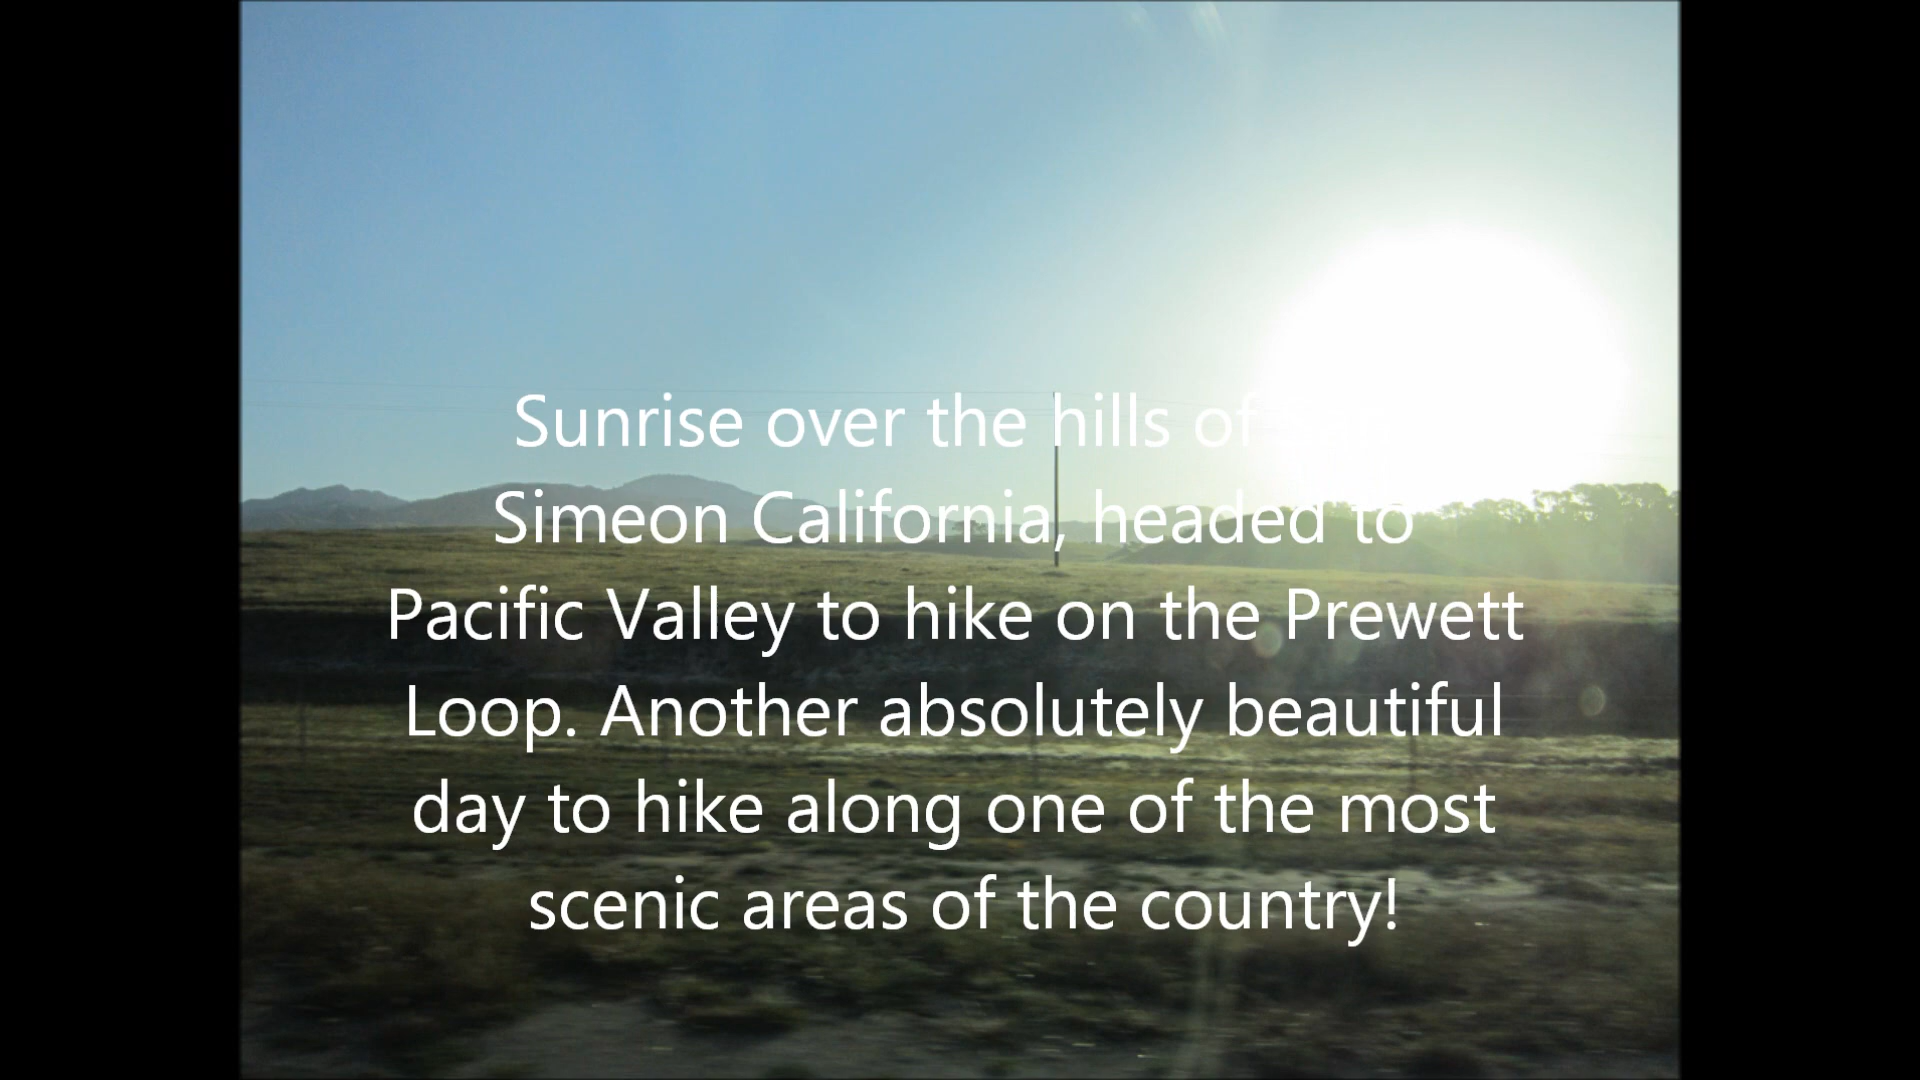 Sunrise over the hills of San
Simeon California, headed to
Pacific Valley to hike on the Prewett
Loop. Another absolutely beautiful
day to hike along one of the most
scenic areas of the country!